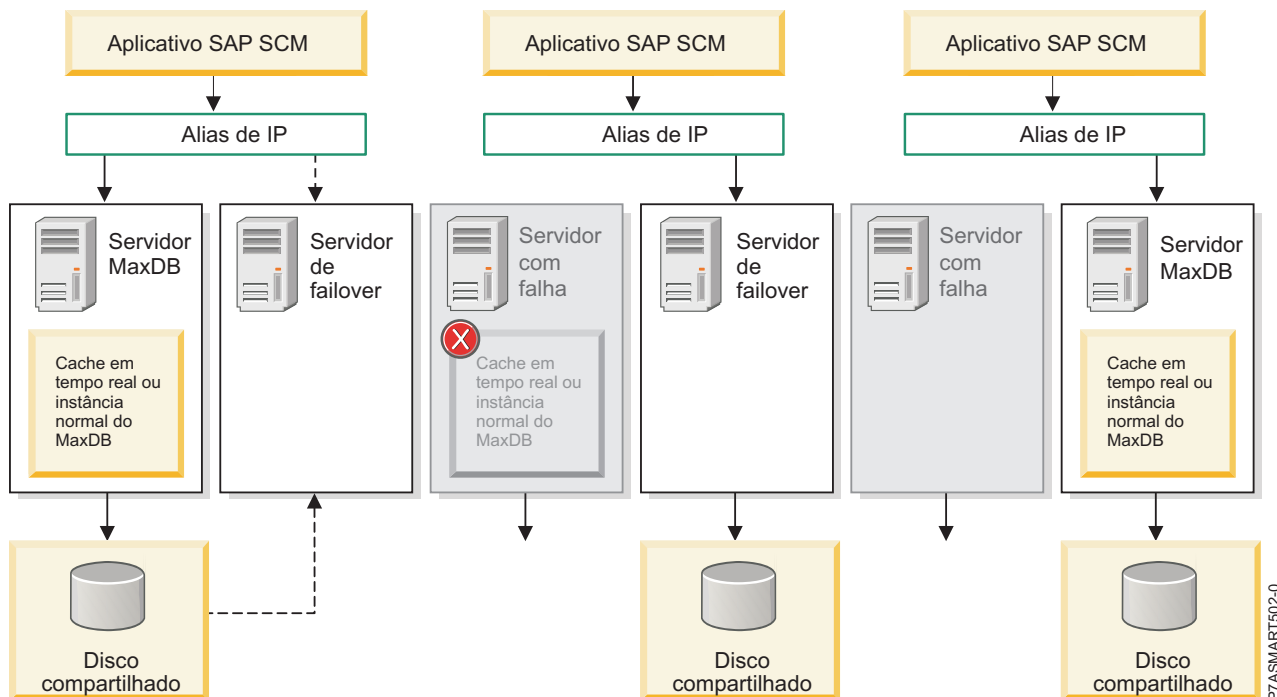 Aplicativo SAP SCM
Aplicativo SAP SCM
Aplicativo SAP SCM
Alias de IP
Alias de IP
Alias de IP
Servidor
MaxDB
Servidor
de
failover
Servidor
com
falha
Servidor
de
failover
Servidor
com
falha
Servidor
MaxDB
Cache em
tempo real ou
instância
normal do
MaxDB
Cache em
tempo real ou
instância
normal do
MaxDB
Cache em
tempo real ou
instância
normal do
MaxDB
Disco
compartilhado
Disco
compartilhado
Disco
compartilhado